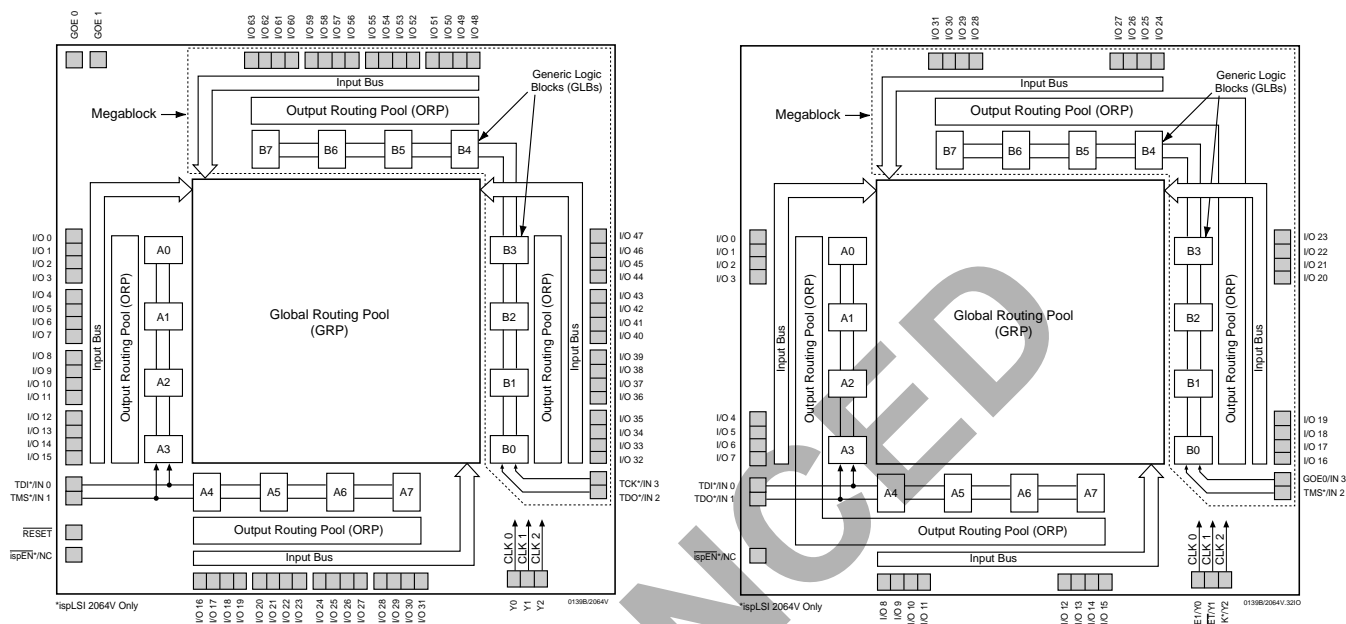 GOE 0
GOE 1
I/O 63
I/O 62
I/O 61
I/O 60
I/O 59
I/O 58
I/O 57
I/O 56
I/O 55
I/O 54
I/O 53
I/O 52
I/O 51
I/O 50
I/O 49
I/O 48
Input Bus
Output Routing Pool (ORP)
Generic Logic
Blocks (GLBs)
Megablock
B7
B6
B5
B4
I/O 0
I/O 1
I/O 2
I/O 3
I/O 4
I/O 5
I/O 6
I/O 7
I/O 8
I/O 9
I/O 10
I/O 11
I/O 12
I/O 13
I/O 14
I/O 15
Input Bus
Output Routing Pool (ORP)
A0
A1
A2
A3
Global Routing Pool
(GRP)
B3
B2
B1
B0
Output Routing Pool (ORP)
Input Bus
I/O 47
I/O 46
I/O 45
I/O 44
I/O 43
I/O 42
I/O 41
I/O 40
I/O 39
I/O 38
I/O 37
I/O 36
I/O 35
I/O 34
I/O 33
I/O 32
TDI*/IN 0
TMS*/IN 1
TCK*/IN 3
TDO*/IN 2
A4
A5
A6
A7
Output Routing Pool (ORP)
Input Bus
RESET
ispEN*/NC
CLK 0
CLK 1
CLK 2
Y0
Y1
Y2
I/O 16
I/O 17
I/O 18
I/O 19
I/O 20
I/O 21
I/O 22
I/O 23
I/O 24
I/O 25
I/O 26
I/O 27
I/O 28
I/O 29
I/O 30
I/O 31
*ispLSI 2064V Only
0139B/2064V
I/O 31
I/O 30
I/O 29
I/O 28
I/O 27
I/O 26
I/O 25
I/O 24
Input Bus
Output Routing Pool (ORP)
Generic Logic
Blocks (GLBs)
Megablock
B7
B6
B5
B4
I/O 0
I/O 1
I/O 2
I/O 3
I/O 4
I/O 5
I/O 6
I/O 7
Input Bus
Output Routing Pool (ORP)
A0
A1
A2
A3
Global Routing Pool
(GRP)
B3
B2
B1
B0
Output Routing Pool (ORP)
Input Bus
I/O 23
I/O 22
I/O 21
I/O 20
I/O 19
I/O 18
I/O 17
I/O 16
TDI*/IN 0
TDO*/IN 1
GOE0/IN 3
TMS*/IN 2
A4
A5
A6
A7
Output Routing Pool (ORP)
Input Bus
ispEN*/NC
CLK 0
CLK 1
CLK 2
E1/Y0
ET/Y1
K*/Y2
I/O 8
I/O 9
I/O 10
I/O 11
I/O 12
I/O 13
I/O 14
I/O 15
*ispLSI 2064V Only
0139B/2064V.32IO
NCED